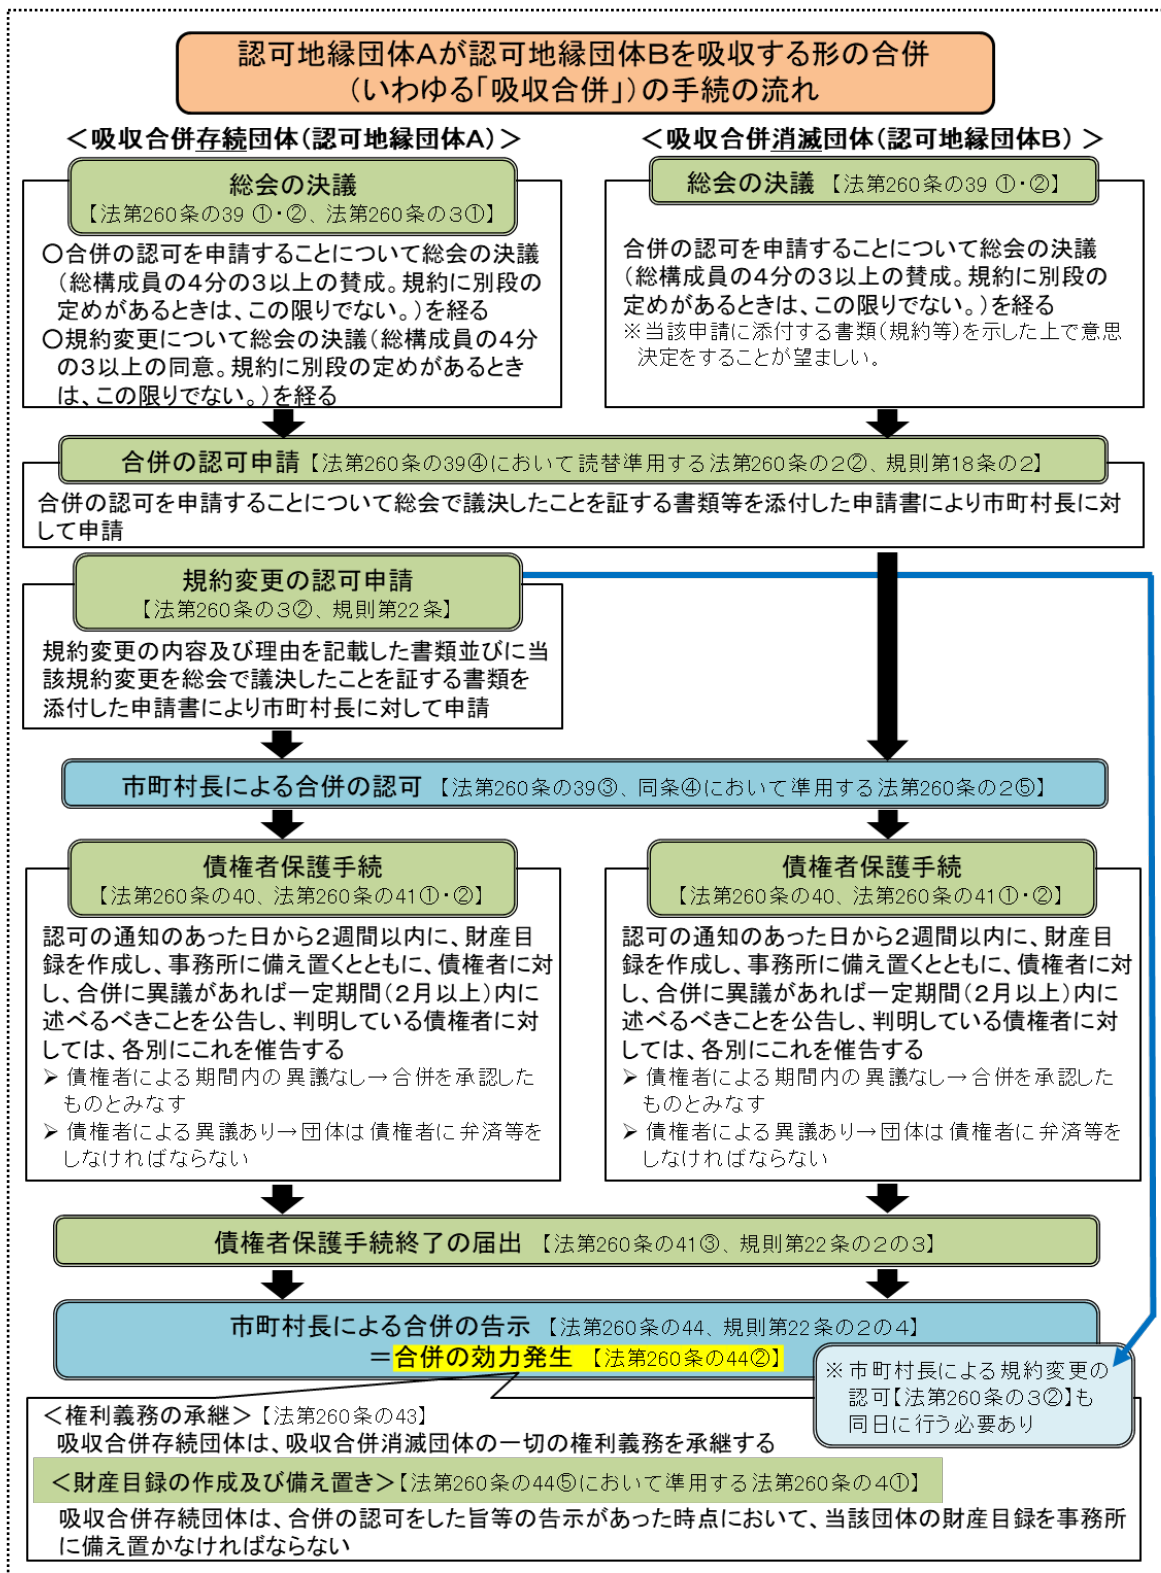 認可地縁団体Aが認可地縁団体Bを吸収する形の合併
(いわゆる「吸収合併」)の手続の流れ
＜吸収合併存続団体(認可地縁団体A)＞
＜吸収合併消滅団体(認可地縁団体B)＞
総会の決議
【法第260条の39 ①・②、法第260条の3①】
〇合併の認可を申請することについて総会の決議
(総構成員の4分の3以上の賛成。規約に別段の
定めがあるときは、この限りでない。)を経る
〇規約変更について総会の決議(総構成員の4分
の3以上の同意。規約に別段の定めがあるとき
は、この限りでない。)を経る
総会の決議 【法第260条の39 ①・②】
合併の認可を申請することについて総会の決議
(総構成員の4分の3以上の賛成。規約に別段の
定めがあるときは、この限りでない。)を経る
※当該申請に添付する書類(規約等)を示した上で意思
決定をすることが望ましい。
合併の認可申請【法第260条の39④において読替準用する法第260条の2②、規則第18条の2】
合併の認可を申請することについて総会で議決したことを証する書類等を添付した申請書により市町村長に対
して申請
規約変更の認可申請
【法第260条の3②、規則第22条】
規約変更の内容及び理由を記載した書類並びに当
該規約変更を総会で議決したことを証する書類を
添付した申請書により市町村長に対して申請
市町村長による合併の認可 【法第260条の39③、同条④において準用する法第260条の2⑤】
債権者保護手続
【法第260条の40、法第260条の41①・②】
認可の通知のあった日から2週間以内に、財産目
録を作成し、事務所に備え置くとともに、債権者に対
し、合併に異議があれば一定期間(2月以上)内に
述べるべきことを公告し、判明している債権者に対
しては、各別にこれを催告する
➢ 債権者による期間内の異議なし→合併を承認した
ものとみなす
➢ 債権者による異議あり→団体は債権者に弁済等を
しなければならない
債権者保護手続
【法第260条の40、法第260条の41①・②】
認可の通知のあった日から2週間以内に、財産目
録を作成し、事務所に備え置くとともに、債権者に対
し、合併に異議があれば一定期間(2月以上)内に
述べるべきことを公告し、判明している債権者に対
しては、各別にこれを催告する
➢ 債権者による期間内の異議なし→合併を承認した
ものとみなす
➢ 債権者による異議あり→団体は債権者に弁済等を
しなければならない
債権者保護手続終了の届出 【法第260条の41③、規則第22条の2の3】
市町村長による合併の告示 【法第260条の44、規則第22条の2の4】
＝合併の効力発生 【法第260条の44②】
※市町村長による規約変更の
認可【法第260条の3②】も
同日に行う必要あり
＜権利義務の承継＞【法第260条の43】
吸収合併存続団体は、吸収合併消滅団体の一切の権利義務を承継する
＜財産目録の作成及び備え置き＞【法第260条の44⑤において準用する法第260条の4①】
吸収合併存続団体は、合併の認可をした旨等の告示があった時点において、当該団体の財産目録を事務所
に備え置かなければならない